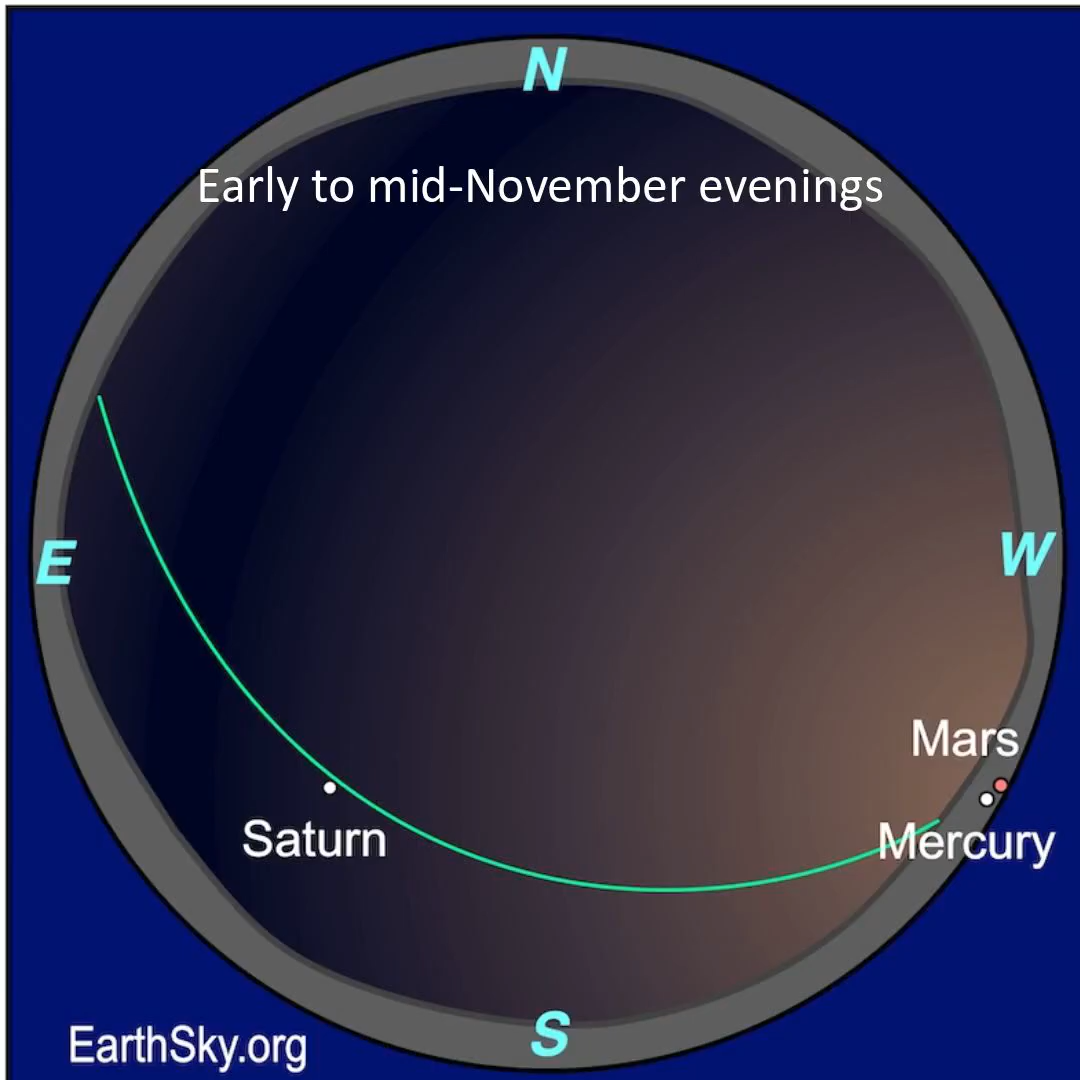 N
Early to mid-November evenings
E
W
Mars
Saturn
Mercury
S
EarthSky.org